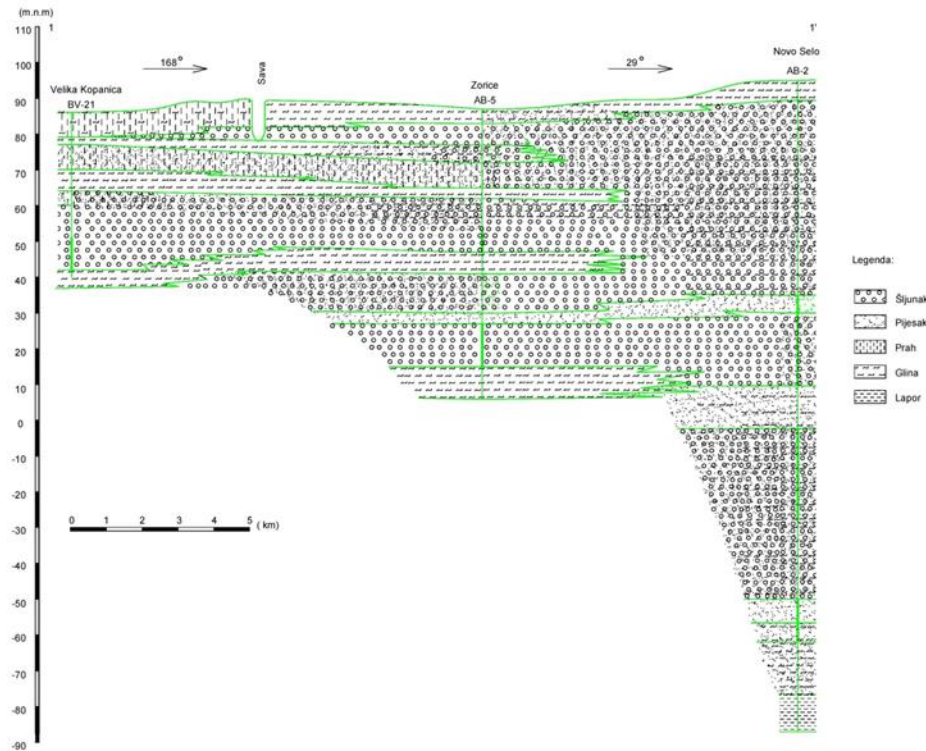 (m.n.m)
1
1'
110
100
90
80
70
60
50
40
30
20
10
0
-10
-20
-30
-40
-50
-60
-70
-80
-90
168°
Sava
29°
Novo Selo
AB-2
Velika Kopanica
BV-21
Zorice
AB-5
Legenda:
Šljunak
Pijesak
Prah
Glina
Lapor
0 1 2 3 4 5 (km)